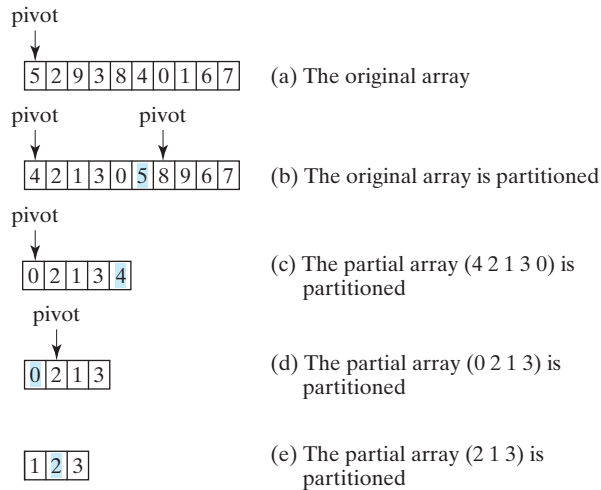 pivot
5 2 9 3 8 4 0 1 6 7
(a) The original array
pivot pivot
4 2 1 3 0 5 8 9 6 7
(b) The original array is partitioned
pivot
0 2 1 3 4
(c) The partial array (4 2 1 3 0) is
partitioned
pivot
0 2 1 3
(d) The partial array (0 2 1 3) is
partitioned
1 2 3
(e) The partial array (2 1 3) is
partitioned